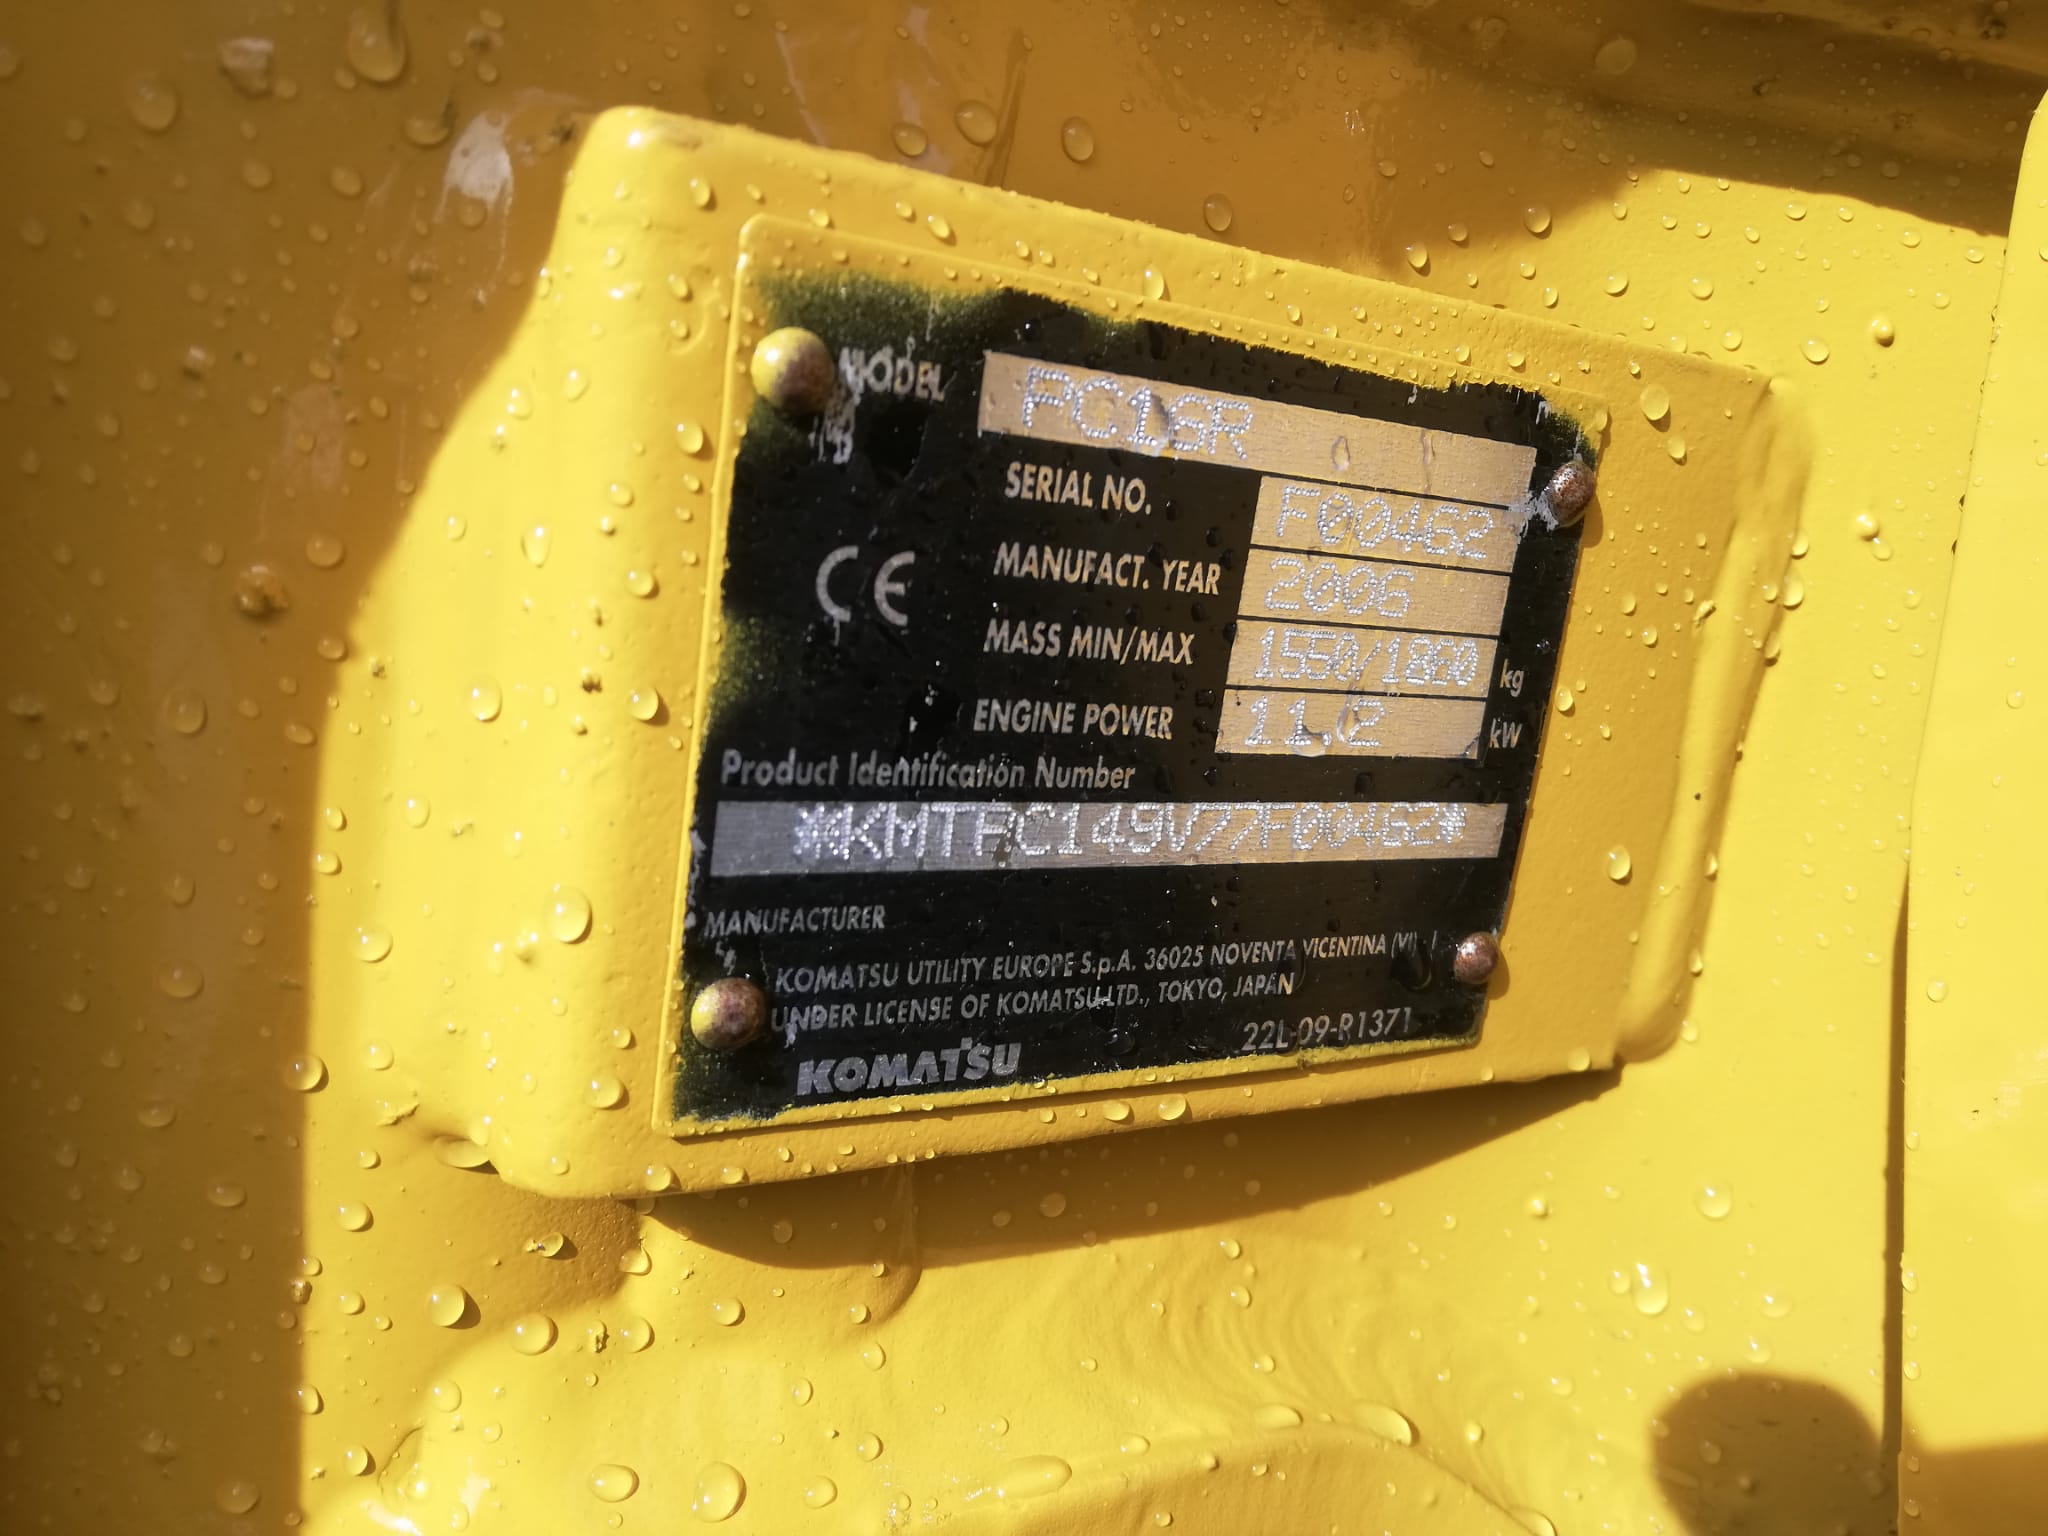 MODEL PC16R
SERIAL NO. F00462
MANUFACT. YEAR 2006
MASS MIN/MAX 1550/1860 kg
CE
ENGINE POWER 11.2 kW
Product Identification Number
*KMTPC149V77F00462*
MANUFACTURER
KOMATSU UTILITY EUROPE S.p.A. 36025 NOVENTA VICENTINA (VI) - I
UNDER LICENSE OF KOMATSU LTD., TOKYO, JAPAN
22L-09-R1371
KOMATSU